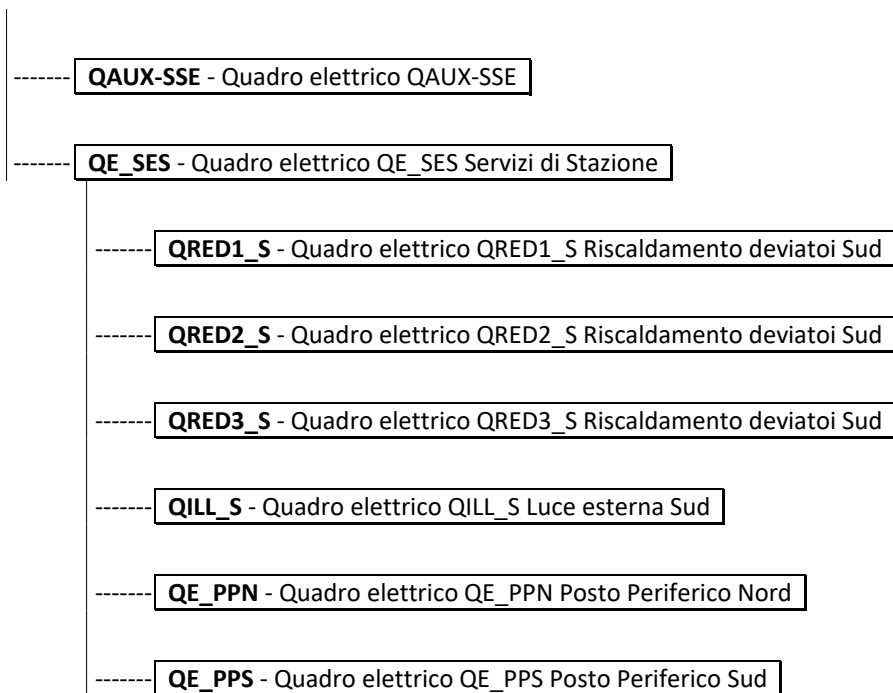 QAUX-SSE - Quadro elettrico QAUX-SSE
QE_SES - Quadro elettrico QE_SES Servizi di Stazione
QRED1_S - Quadro elettrico QRED1_S Riscaldamento deviatoi Sud
QRED2_S - Quadro elettrico QRED2_S Riscaldamento deviatoi Sud
QRED3_S - Quadro elettrico QRED3_S Riscaldamento deviatoi Sud
QILL_S - Quadro elettrico QILL_S Luce esterna Sud
QE_PPN - Quadro elettrico QE_PPN Posto Periferico Nord
QE_PPS - Quadro elettrico QE_PPS Posto Periferico Sud